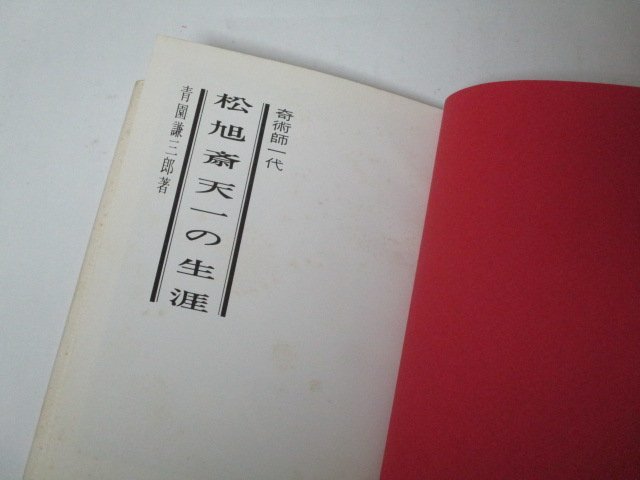 奇術師一代
松旭斎天一の生涯
青園謙三郎著